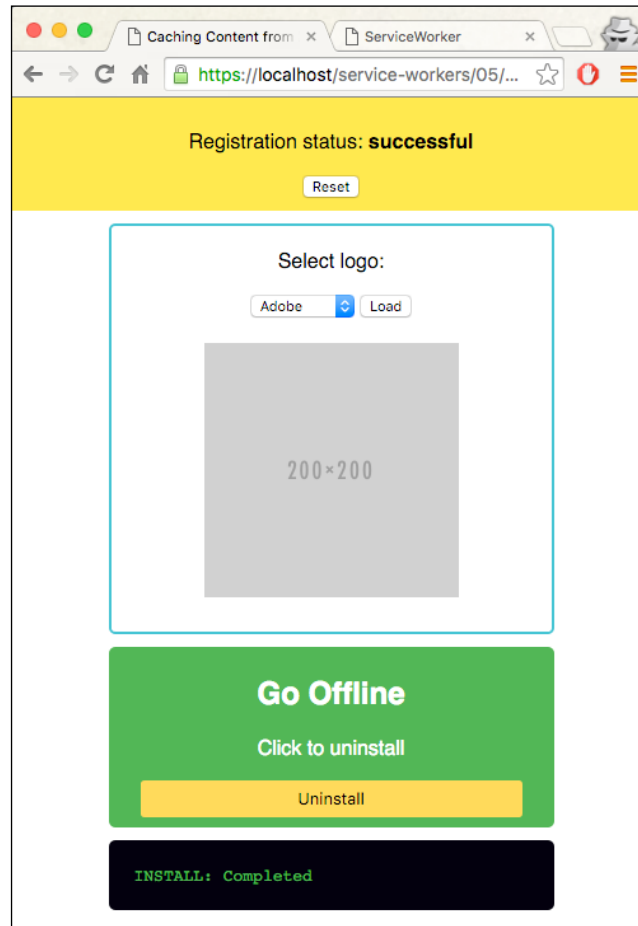 Caching Content from
ServiceWorker
https://localhost/service-workers/05/...
Registration status: successful
Reset
Select logo:
Adobe
Load
200×200
Go Offline
Click to uninstall
Uninstall
INSTALL: Completed